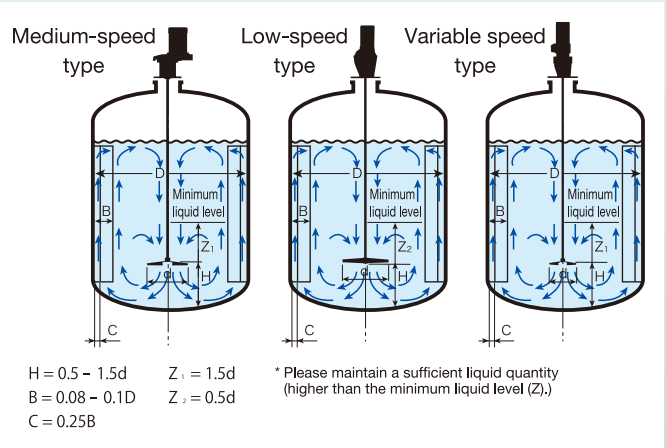 Medium-speed
type
Low-speed
type
Variable speed
type
D
Minimum
liquid level
B
Z₁
H
d
C
D
Minimum
liquid level
B
Z₂
H
d
C
D
Minimum
liquid level
B
Z₁
H
d
C
H = 0.5 – 1.5d
Z ₁ = 1.5d
B = 0.08 – 0.1D
Z ₂ = 0.5d
C = 0.25B
* Please maintain a sufficient liquid quantity
(higher than the minimum liquid level (Z).)